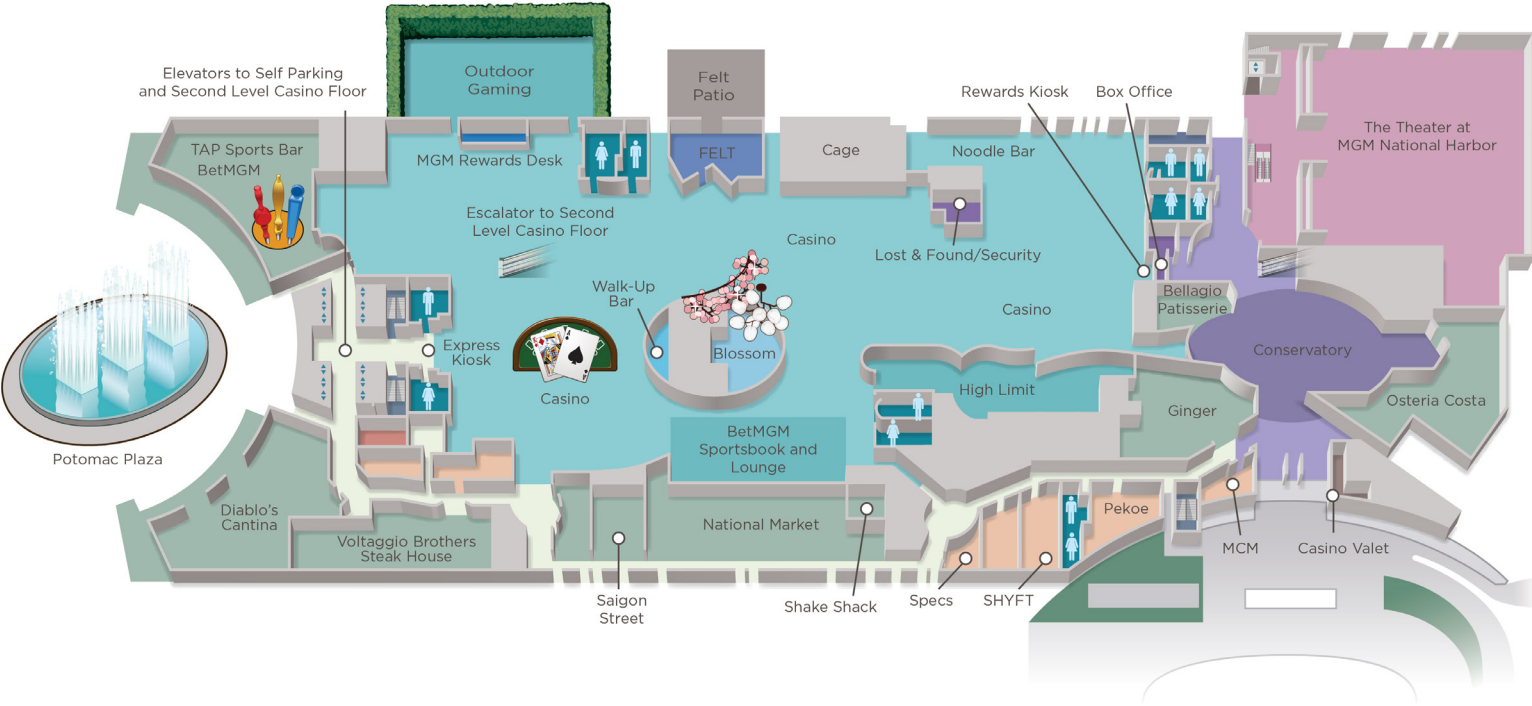 Elevators to Self Parking
and Second Level Casino Floor
Outdoor
Gaming
Felt
Patio
Rewards Kiosk
Box Office
The Theater at
MGM National Harbor
TAP Sports Bar
BetMGM
MGM Rewards Desk
FELT
Cage
Noodle Bar
Escalator to Second
Level Casino Floor
Casino
Lost & Found/Security
Walk-Up
Bar
Casino
Bellagio
Patisserie
Express
Kiosk
Blossom
Conservatory
Casino
High Limit
Ginger
Osteria Costa
Potomac Plaza
BetMGM
Sportsbook and
Lounge
Diablo's
Cantina
Voltaggio Brothers
Steak House
National Market
Pekoe
MCM
Casino Valet
Saigon
Street
Shake Shack
Specs
SHYFT